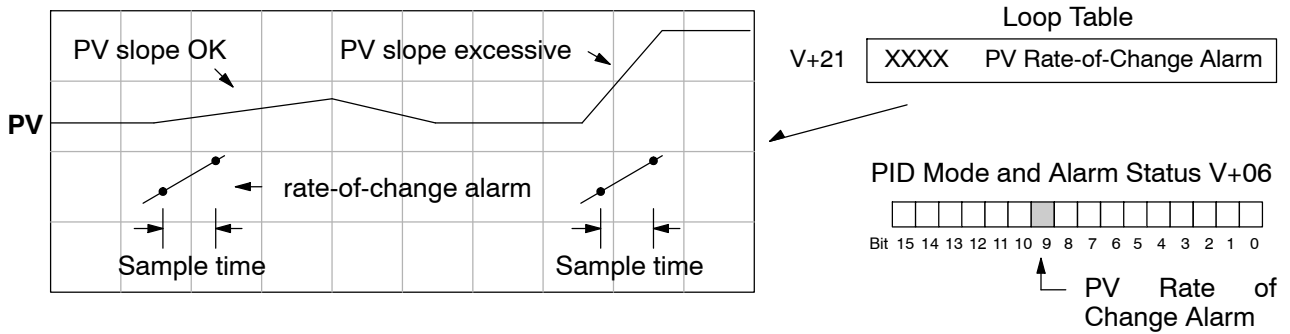 PV slope OK
PV slope excessive
PV
rate-of-change alarm
Sample time
Sample time
Loop Table
V+21
XXXX PV Rate-of-Change Alarm
PID Mode and Alarm Status V+06
Bit 15 14 13 12 11 10 9 8 7 6 5 4 3 2 1 0
PV Rate of
Change Alarm